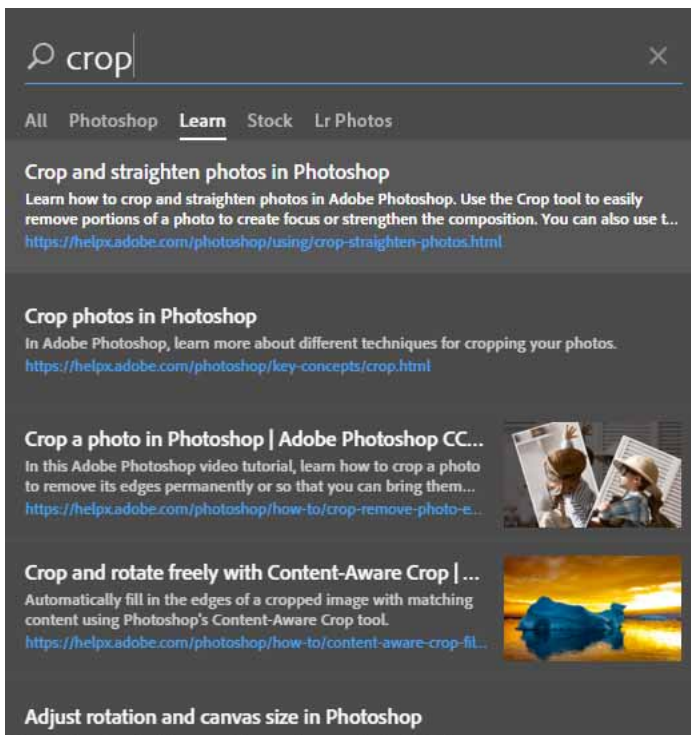 crop
All Photoshop Learn Stock Lr Photos
Crop and straighten photos in Photoshop
Learn how to crop and straighten photos in Adobe Photoshop. Use the Crop tool to easily
remove portions of a photo to create focus or strengthen the composition. You can also use t...
https://helpx.adobe.com/photoshop/using/crop-straighten-photos.html
Crop photos in Photoshop
In Adobe Photoshop, learn more about different techniques for cropping your photos.
https://helpx.adobe.com/photoshop/key-concepts/crop.html
Crop a photo in Photoshop | Adobe Photoshop CC...
In this Adobe Photoshop video tutorial, learn how to crop a photo
to remove its edges permanently or so that you can bring them...
https://helpx.adobe.com/photoshop/how-to/crop-remove-photo-e...
Crop and rotate freely with Content-Aware Crop | ...
Automatically fill in the edges of a cropped image with matching
content using Photoshop's Content-Aware Crop tool.
https://helpx.adobe.com/photoshop/how-to/content-aware-crop-fil...
Adjust rotation and canvas size in Photoshop